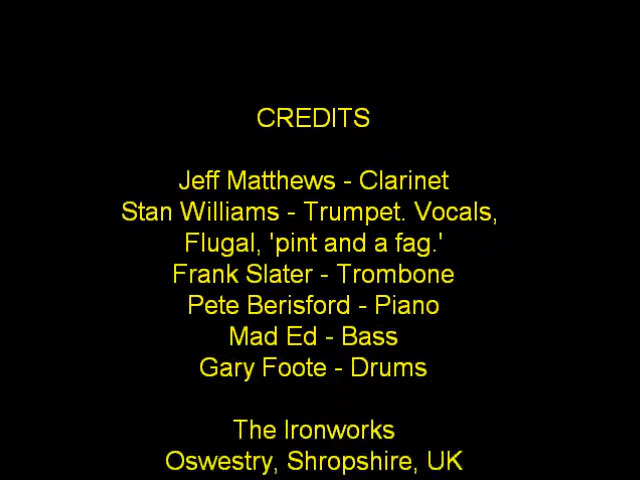 CREDITS
Jeff Matthews - Clarinet
Stan Williams - Trumpet. Vocals,
Flugal, 'pint and a fag.'
Frank Slater - Trombone
Pete Berisford - Piano
Mad Ed - Bass
Gary Foote - Drums
The Ironworks
Oswestry, Shropshire, UK